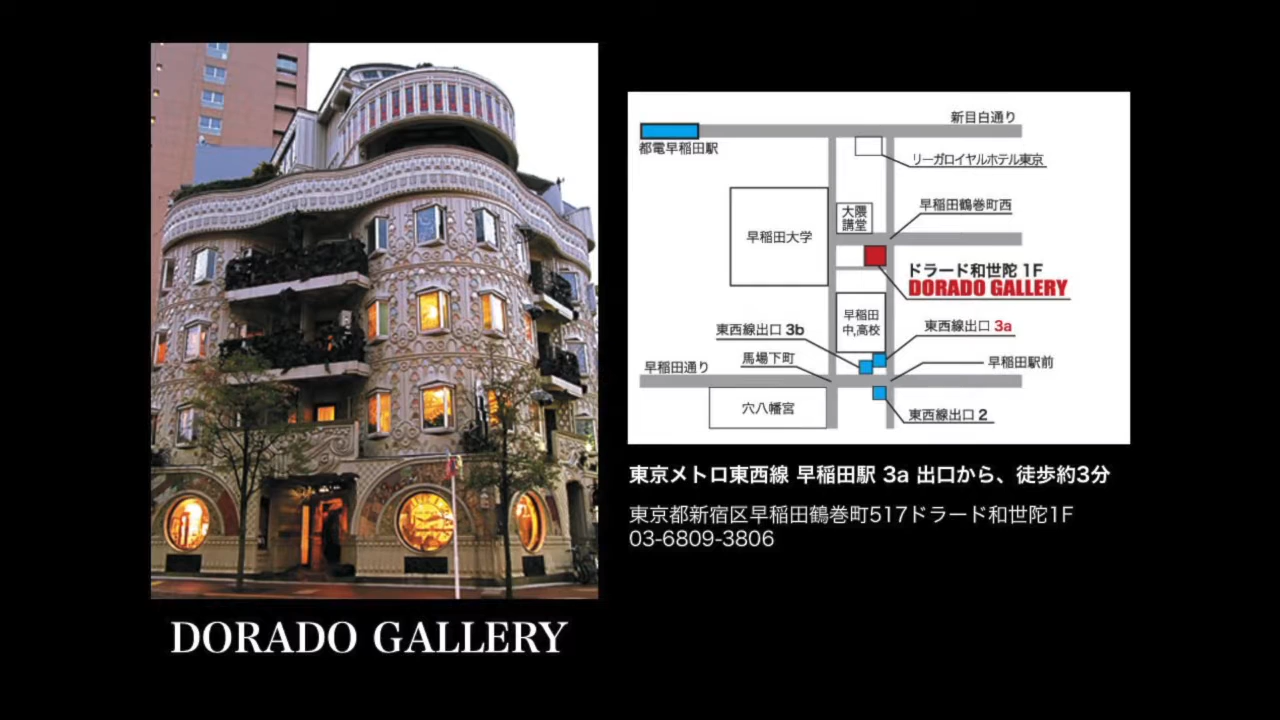 DORADO GALLERY
新目白通り
都電早稲田駅
リーガロイヤルホテル東京
早稲田鶴巻町西
大隈
講堂
早稲田大学
ドラード和世陀 1F
DORADO GALLERY
早稲田
中,高校
東西線出口 3a
東西線出口 3b
馬場下町
早稲田通り
早稲田駅前
穴八幡宮
東西線出口 2
東京メトロ東西線 早稲田駅 3a 出口から、徒歩約3分
東京都新宿区早稲田鶴巻町517ドラード和世陀1F
03-6809-3806